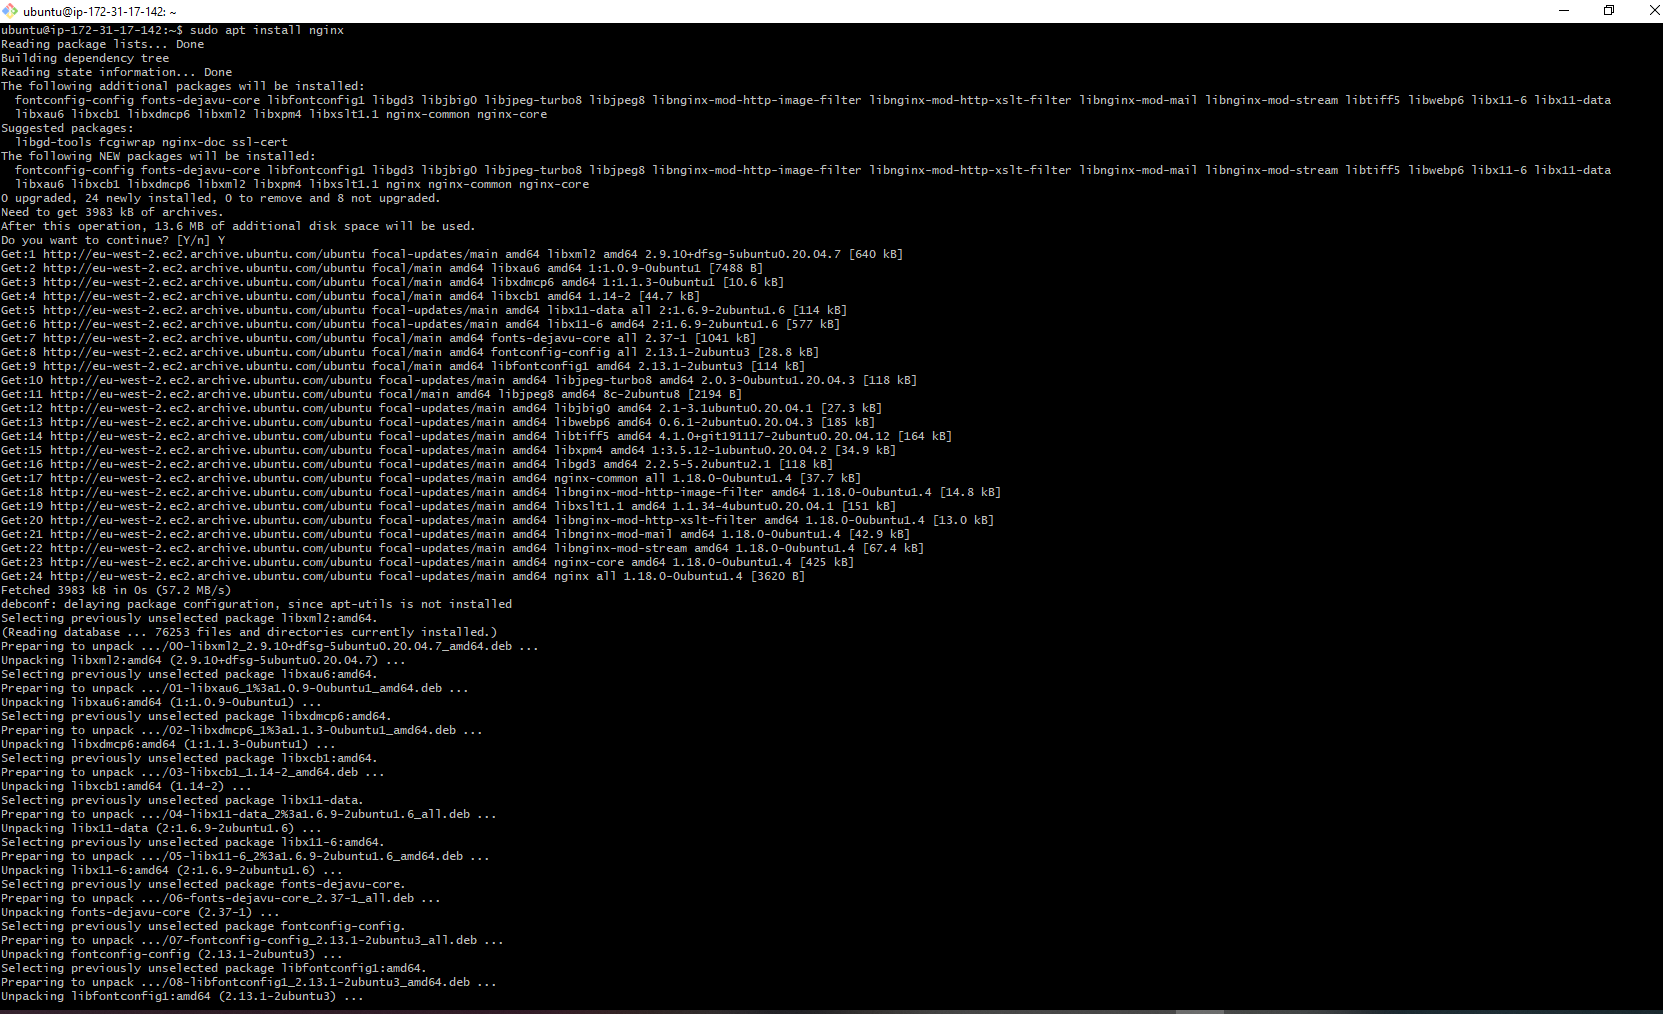 ubuntu@ip-172-31-17-142: ~
ubuntu@ip-172-31-17-142:~$ sudo apt install nginx
Reading package lists... Done
Building dependency tree
Reading state information... Done
The following additional packages will be installed:
  fontconfig-config fonts-dejavu-core libfontconfig1 libgd3 libjbig0 libjpeg-turbo8 libjpeg8 libnginx-mod-http-image-filter libnginx-mod-http-xslt-filter libnginx-mod-mail libnginx-mod-stream libtiff5 libwebp6 libx11-6 libx11-data
  libxau6 libxcb1 libxdmcp6 libxml2 libxpm4 libxslt1.1 nginx-common nginx-core
Suggested packages:
  libgd-tools fcgiwrap nginx-doc ssl-cert
The following NEW packages will be installed:
  fontconfig-config fonts-dejavu-core libfontconfig1 libgd3 libjbig0 libjpeg-turbo8 libjpeg8 libnginx-mod-http-image-filter libnginx-mod-http-xslt-filter libnginx-mod-mail libnginx-mod-stream libtiff5 libwebp6 libx11-6 libx11-data
  libxau6 libxcb1 libxdmcp6 libxml2 libxpm4 libxslt1.1 nginx nginx-common nginx-core
0 upgraded, 24 newly installed, 0 to remove and 8 not upgraded.
Need to get 3983 kB of archives.
After this operation, 13.6 MB of additional disk space will be used.
Do you want to continue? [Y/n] Y
Get:1 http://eu-west-2.ec2.archive.ubuntu.com/ubuntu focal-updates/main amd64 libxml2 amd64 2.9.10+dfsg-5ubuntu0.20.04.7 [640 kB]
Get:2 http://eu-west-2.ec2.archive.ubuntu.com/ubuntu focal/main amd64 libxau6 amd64 1:1.0.9-0ubuntu1 [7488 B]
Get:3 http://eu-west-2.ec2.archive.ubuntu.com/ubuntu focal/main amd64 libxdmcp6 amd64 1:1.1.3-0ubuntu1 [10.6 kB]
Get:4 http://eu-west-2.ec2.archive.ubuntu.com/ubuntu focal/main amd64 libxcb1 amd64 1.14-2 [44.7 kB]
Get:5 http://eu-west-2.ec2.archive.ubuntu.com/ubuntu focal-updates/main amd64 libx11-data all 2:1.6.9-2ubuntu1.6 [114 kB]
Get:6 http://eu-west-2.ec2.archive.ubuntu.com/ubuntu focal-updates/main amd64 libx11-6 amd64 2:1.6.9-2ubuntu1.6 [577 kB]
Get:7 http://eu-west-2.ec2.archive.ubuntu.com/ubuntu focal/main amd64 fonts-dejavu-core all 2.37-1 [1041 kB]
Get:8 http://eu-west-2.ec2.archive.ubuntu.com/ubuntu focal/main amd64 fontconfig-config all 2.13.1-2ubuntu3 [28.8 kB]
Get:9 http://eu-west-2.ec2.archive.ubuntu.com/ubuntu focal/main amd64 libfontconfig1 amd64 2.13.1-2ubuntu3 [114 kB]
Get:10 http://eu-west-2.ec2.archive.ubuntu.com/ubuntu focal-updates/main amd64 libjpeg-turbo8 amd64 2.0.3-0ubuntu1.20.04.3 [118 kB]
Get:11 http://eu-west-2.ec2.archive.ubuntu.com/ubuntu focal/main amd64 libjpeg8 amd64 8c-2ubuntu8 [2194 B]
Get:12 http://eu-west-2.ec2.archive.ubuntu.com/ubuntu focal-updates/main amd64 libjbig0 amd64 2.1-3.1ubuntu0.20.04.1 [27.3 kB]
Get:13 http://eu-west-2.ec2.archive.ubuntu.com/ubuntu focal-updates/main amd64 libwebp6 amd64 0.6.1-2ubuntu0.20.04.3 [185 kB]
Get:14 http://eu-west-2.ec2.archive.ubuntu.com/ubuntu focal-updates/main amd64 libtiff5 amd64 4.1.0+git191117-2ubuntu0.20.04.12 [164 kB]
Get:15 http://eu-west-2.ec2.archive.ubuntu.com/ubuntu focal-updates/main amd64 libxpm4 amd64 1:3.5.12-1ubuntu0.20.04.2 [34.9 kB]
Get:16 http://eu-west-2.ec2.archive.ubuntu.com/ubuntu focal-updates/main amd64 libgd3 amd64 2.2.5-5.2ubuntu2.1 [118 kB]
Get:17 http://eu-west-2.ec2.archive.ubuntu.com/ubuntu focal-updates/main amd64 nginx-common all 1.18.0-0ubuntu1.4 [37.7 kB]
Get:18 http://eu-west-2.ec2.archive.ubuntu.com/ubuntu focal-updates/main amd64 libnginx-mod-http-image-filter amd64 1.18.0-0ubuntu1.4 [14.8 kB]
Get:19 http://eu-west-2.ec2.archive.ubuntu.com/ubuntu focal-updates/main amd64 libxslt1.1 amd64 1.1.34-4ubuntu0.20.04.1 [151 kB]
Get:20 http://eu-west-2.ec2.archive.ubuntu.com/ubuntu focal-updates/main amd64 libnginx-mod-http-xslt-filter amd64 1.18.0-0ubuntu1.4 [13.0 kB]
Get:21 http://eu-west-2.ec2.archive.ubuntu.com/ubuntu focal-updates/main amd64 libnginx-mod-mail amd64 1.18.0-0ubuntu1.4 [42.9 kB]
Get:22 http://eu-west-2.ec2.archive.ubuntu.com/ubuntu focal-updates/main amd64 libnginx-mod-stream amd64 1.18.0-0ubuntu1.4 [67.4 kB]
Get:23 http://eu-west-2.ec2.archive.ubuntu.com/ubuntu focal-updates/main amd64 nginx-core amd64 1.18.0-0ubuntu1.4 [425 kB]
Get:24 http://eu-west-2.ec2.archive.ubuntu.com/ubuntu focal-updates/main amd64 nginx all 1.18.0-0ubuntu1.4 [3620 B]
Fetched 3983 kB in 0s (57.2 MB/s)
debconf: delaying package configuration, since apt-utils is not installed
Selecting previously unselected package libxml2:amd64.
(Reading database ... 76253 files and directories currently installed.)
Preparing to unpack .../00-libxml2_2.9.10+dfsg-5ubuntu0.20.04.7_amd64.deb ...
Unpacking libxml2:amd64 (2.9.10+dfsg-5ubuntu0.20.04.7) ...
Selecting previously unselected package libxau6:amd64.
Preparing to unpack .../01-libxau6_1%3a1.0.9-0ubuntu1_amd64.deb ...
Unpacking libxau6:amd64 (1:1.0.9-0ubuntu1) ...
Selecting previously unselected package libxdmcp6:amd64.
Preparing to unpack .../02-libxdmcp6_1%3a1.1.3-0ubuntu1_amd64.deb ...
Unpacking libxdmcp6:amd64 (1:1.1.3-0ubuntu1) ...
Selecting previously unselected package libxcb1:amd64.
Preparing to unpack .../03-libxcb1_1.14-2_amd64.deb ...
Unpacking libxcb1:amd64 (1.14-2) ...
Selecting previously unselected package libx11-data.
Preparing to unpack .../04-libx11-data_2%3a1.6.9-2ubuntu1.6_all.deb ...
Unpacking libx11-data (2:1.6.9-2ubuntu1.6) ...
Selecting previously unselected package libx11-6:amd64.
Preparing to unpack .../05-libx11-6_2%3a1.6.9-2ubuntu1.6_amd64.deb ...
Unpacking libx11-6:amd64 (2:1.6.9-2ubuntu1.6) ...
Selecting previously unselected package fonts-dejavu-core.
Preparing to unpack .../06-fonts-dejavu-core_2.37-1_all.deb ...
Unpacking fonts-dejavu-core (2.37-1) ...
Selecting previously unselected package fontconfig-config.
Preparing to unpack .../07-fontconfig-config_2.13.1-2ubuntu3_all.deb ...
Unpacking fontconfig-config (2.13.1-2ubuntu3) ...
Selecting previously unselected package libfontconfig1:amd64.
Preparing to unpack .../08-libfontconfig1_2.13.1-2ubuntu3_amd64.deb ...
Unpacking libfontconfig1:amd64 (2.13.1-2ubuntu3) ...